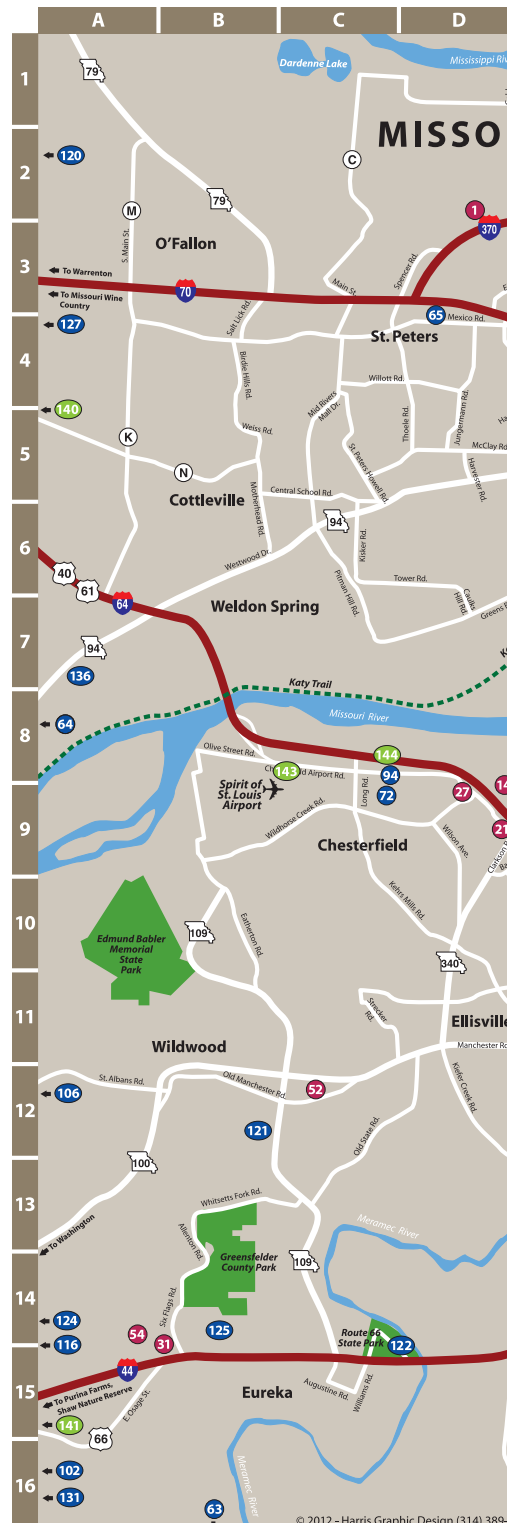 A B C D
1
79
Dardenne Lake
Mississippi Rive
MISSO
2
120
C
M
79
1
370
S. Main St.
O'Fallon
3
To Warrenton
70
Spencer Rd.
Main St.
To Missouri Wine
Country
Salt Lick Rd.
65
Mexico Rd.
127
St. Peters
4
Birdie Hills Rd.
Willott Rd.
Mid Rivers
Mall Dr.
140
Thoele Rd.
Jungermann Rd.
K
Weiss Rd.
5
McClay Rd.
N
St. Peters Howell Rd.
Harvester Rd.
Cottleville
Motherhead Rd.
Central School Rd.
94
6
Westwood Dr.
Kisker Rd.
40
61
64
Pitman Hill Rd.
Tower Rd.
Caulks
Hill Rd.
Weldon Spring
Greens B
7
94
136
Katy Trail
K
8
64
Missouri River
Olive Street Rd.
144
143
Airport Rd.
94
Spirit of
St. Louis
Airport
Long Rd.
72
27
14
9
Wildhorse Creek Rd.
21
Chesterfield
Wilson Ave.
Clarkson R
Ba
10
Kehrs Mills Rd.
Edmund Babler
Memorial
State
Park
109
Eatherton Rd.
340
11
Strecker
Rd.
Ellisville
Wildwood
Manchester Rd
12
St. Albans Rd.
Old Manchester Rd.
52
106
Kiefer Creek Rd.
121
Old State Rd.
100
13
Whitsetts Fork Rd.
To Washington
Allenton Rd.
Meramec River
Greensfelder
County Park
109
14
Six Flags Rd.
124
54
125
Route 66
State Park
116
31
122
44
15
To Purina Farms,
Shaw Nature Reserve
Eureka
Augustine Rd.
Williams Rd.
E. Osage St.
141
66
16
102
131
63
Meramec River
© 2012 - Harris Graphic Design (314) 389-